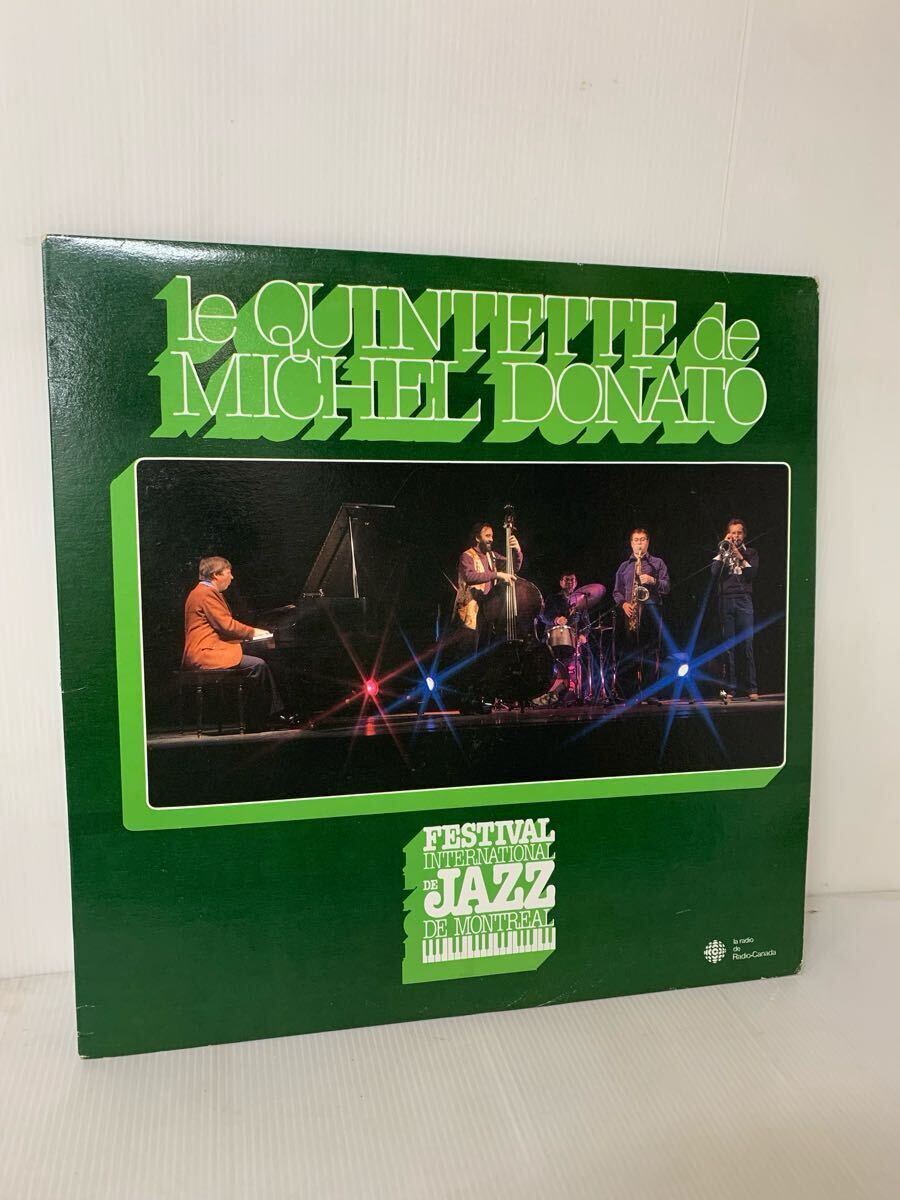 le QUINTETTE de
MICHEL DONATO
FESTIVAL
INTERNATIONAL
DE JAZZ
DE MONTREAL
la radio
de
Radio-Canada